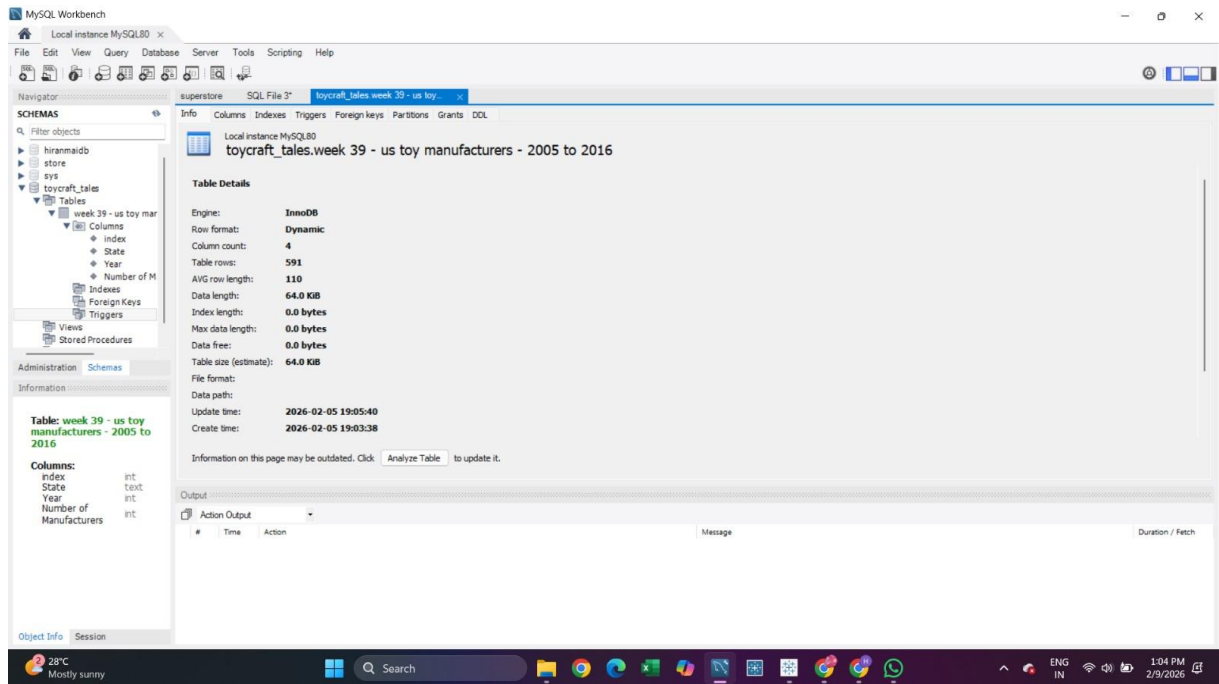 MySQL Workbench
Local instance MySQL80 ×
File Edit View Query Database Server Tools Scripting Help
Navigator
SCHEMAS
Filter objects
hiranmaidb
store
sys
toycraft_tales
Tables
week 39 - us toy mar
Columns
index
State
Year
Number of M
Indexes
Foreign Keys
Triggers
Views
Stored Procedures
Administration Schemas
Information
Table: week 39 - us toy
manufacturers - 2005 to
2016
Columns:
index int
State text
Year int
Number of
Manufacturers int
Object Info Session
superstore SQL File 3* toycraft_tales.week 39 - us toy... ×
Info Columns Indexes Triggers Foreign keys Partitions Grants DDL
Local instance MySQL80
toycraft_tales.week 39 - us toy manufacturers - 2005 to 2016
Table Details
Engine: InnoDB
Row format: Dynamic
Column count: 4
Table rows: 591
AVG row length: 110
Data length: 64.0 KiB
Index length: 0.0 bytes
Max data length: 0.0 bytes
Data free: 0.0 bytes
Table size (estimate): 64.0 KiB
File format:
Data path:
Update time: 2026-02-05 19:05:40
Create time: 2026-02-05 19:03:38
Information on this page may be outdated. Click Analyze Table to update it.
Output
Action Output
# Time Action Message Duration / Fetch
2 28°C
Mostly sunny
Search
ENG
IN
1:04 PM
2/9/2026